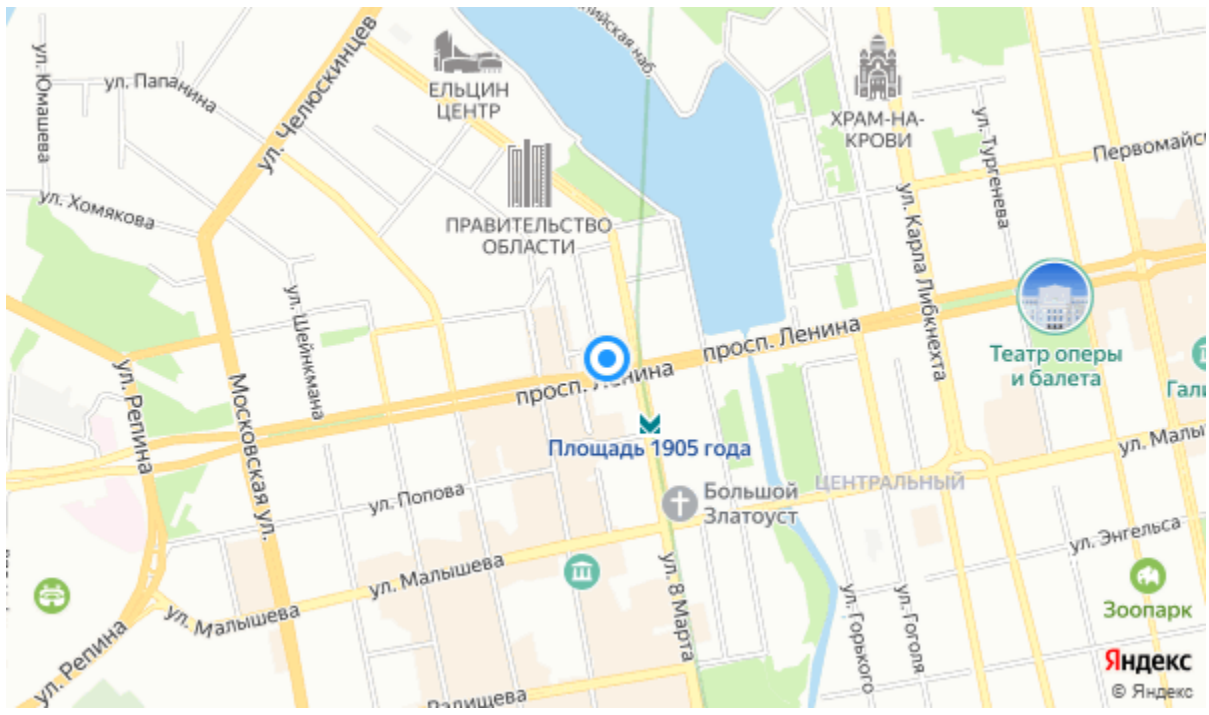 ул. Юмашева
ул. Папанина
ул. Челюскинцев
ЕЛЬЦИН
ЦЕНТР
ХРАМ-НА-
КРОВИ
ул. Тургенева
Первомайс
ул. Хомякова
ПРАВИТЕЛЬСТВО
ОБЛАСТИ
ул. Карла Либкнехта
ул. Шейнкмана
просп. Ленина
просп. Ленина
Театр оперы
и балета
Гали
ул. Репина
Московская ул.
Площадь 1905 года
ул. Малы
ул. Попова
Большой
Златоуст
ЦЕНТРАЛЬНЫЙ
ул. Энгельса
ул. Малышева
ул. 8 Марта
ул. Горького
ул. Гоголя
Зоопарк
ул. Малышева
ул. Репина
Яндекс
© Яндекс